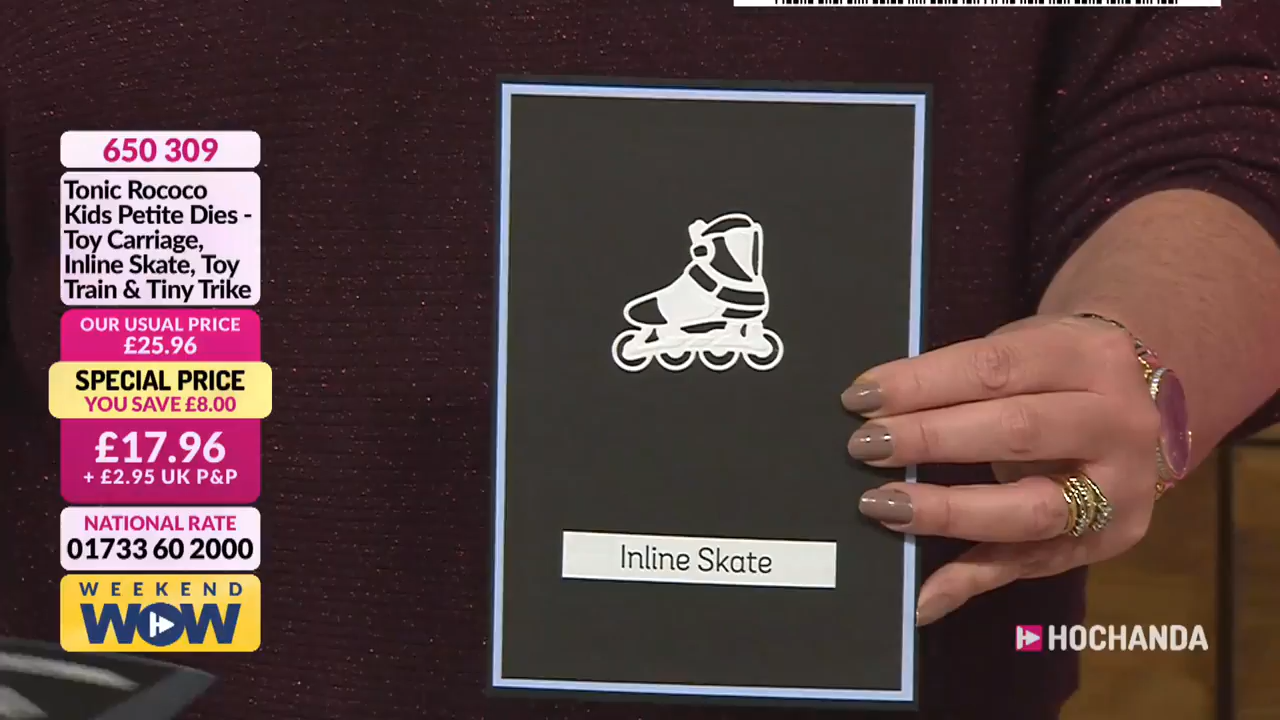 650 309
Tonic Rococo
Kids Petite Dies -
Toy Carriage,
Inline Skate, Toy
Train & Tiny Trike
OUR USUAL PRICE
£25.96
SPECIAL PRICE
YOU SAVE £8.00
£17.96
+ £2.95 UK P&P
NATIONAL RATE
01733 60 2000
WEEKEND
WOW
Inline Skate
HOCHANDA